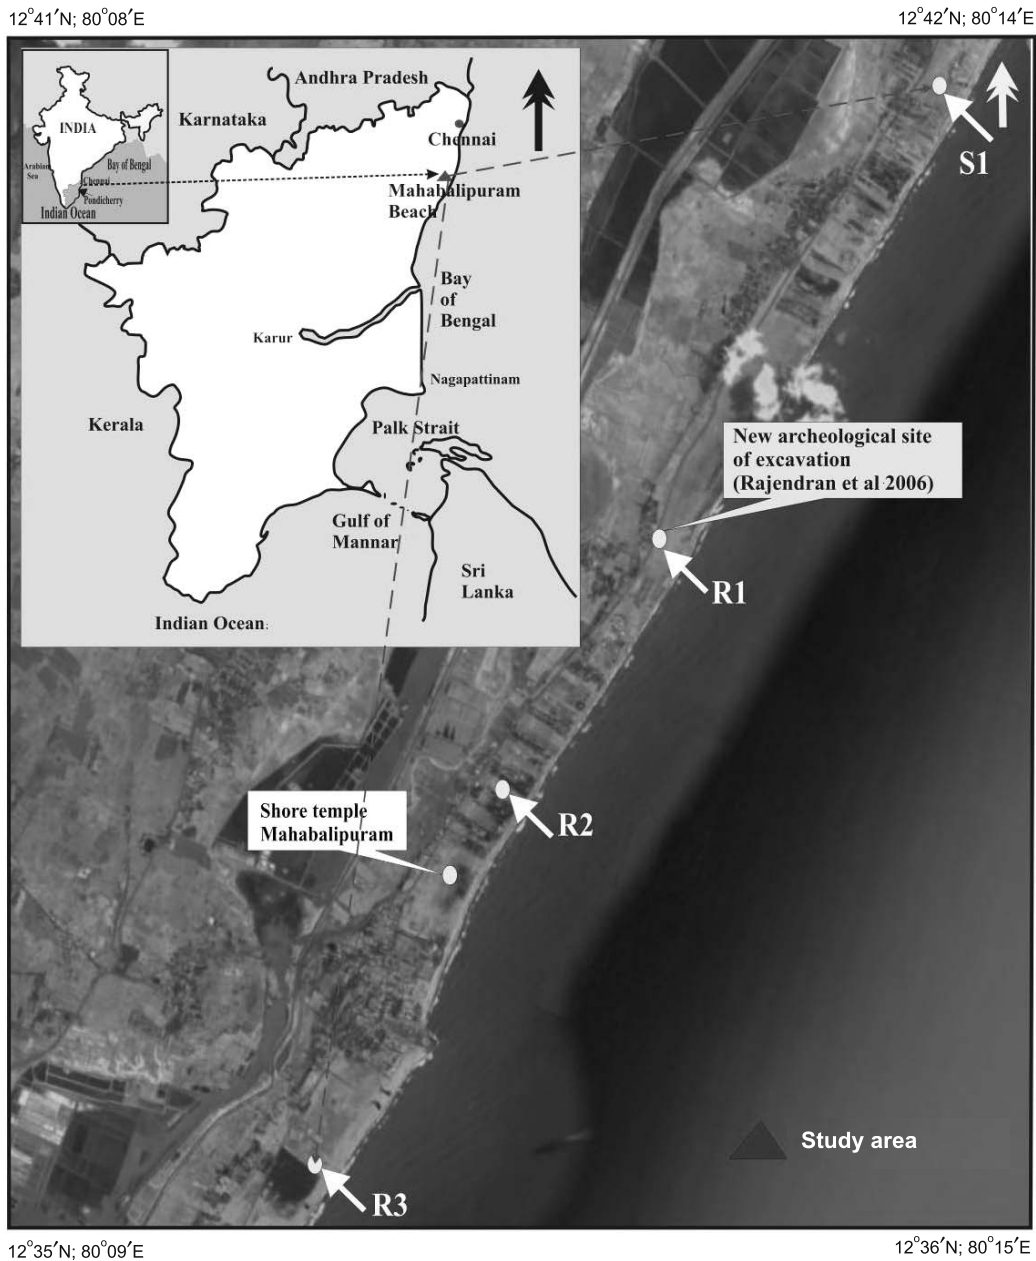 12°41′N; 80°08′E
12°42′N; 80°14′E
INDIA
Arabian
Sea
Bay of Bengal
Chennai
Pondicherry
Indian Ocean
Andhra Pradesh
Karnataka
Chennai
Mahabalipuram
Beach
Bay
of
Bengal
Karur
Nagapattinam
Kerala
Palk Strait
Gulf of
Mannar
Sri
Lanka
Indian Ocean:
S1
New archeological site
of excavation
(Rajendran et al 2006)
R1
Shore temple
Mahabalipuram
R2
Study area
R3
12°35′N; 80°09′E
12°36′N; 80°15′E